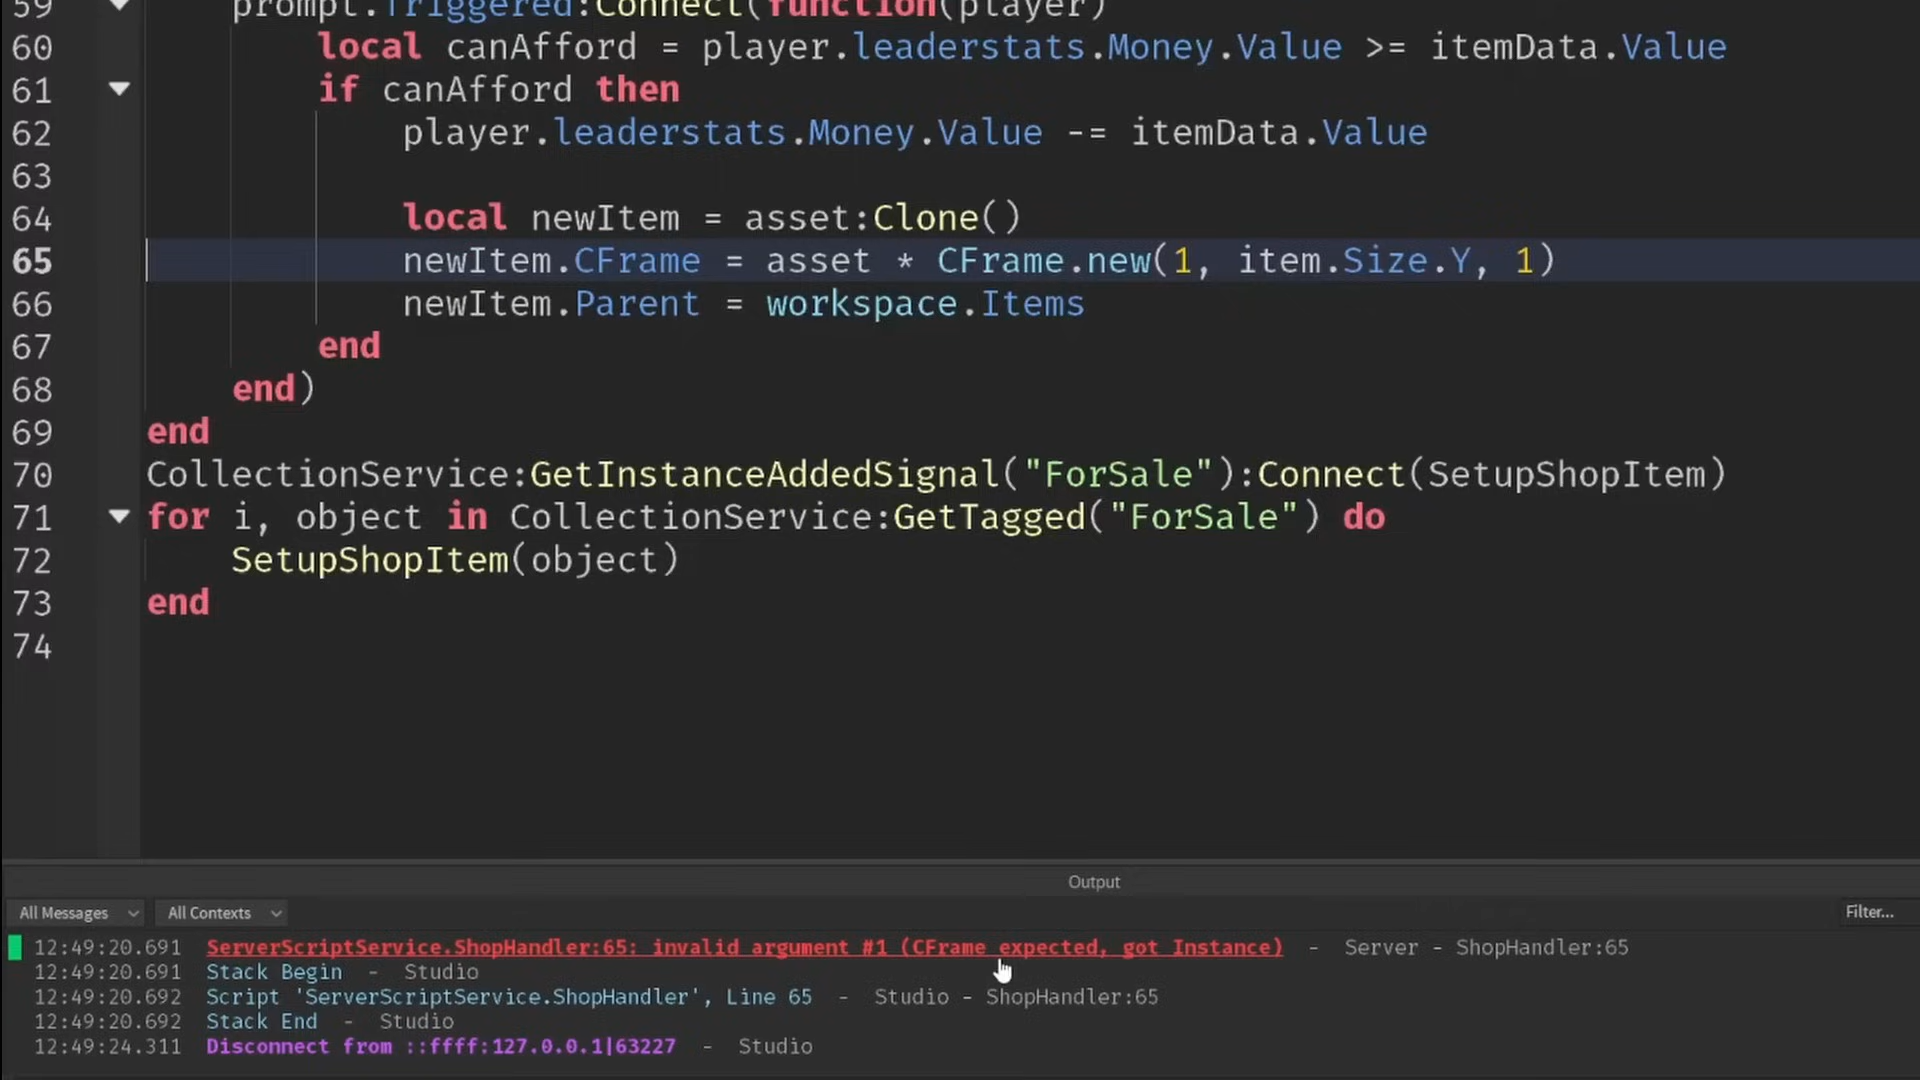 59 prompt.Triggered:Connect(function(player)
60 local canAfford = player.leaderstats.Money.Value >= itemData.Value
61 if canAfford then
62 player.leaderstats.Money.Value -= itemData.Value
63
64 local newItem = asset:Clone()
65 newItem.CFrame = asset * CFrame.new(1, item.Size.Y, 1)
66 newItem.Parent = workspace.Items
67 end
68 end)
69 end
70 CollectionService:GetInstanceAddedSignal("ForSale"):Connect(SetupShopItem)
71 for i, object in CollectionService:GetTagged("ForSale") do
72 SetupShopItem(object)
73 end
74
Output
All Messages All Contexts Filter...
12:49:20.691 ServerScriptService.ShopHandler:65: invalid argument #1 (CFrame expected, got Instance) - Server - ShopHandler:65
12:49:20.691 Stack Begin - Studio
12:49:20.692 Script 'ServerScriptService.ShopHandler', Line 65 - Studio - ShopHandler:65
12:49:20.692 Stack End - Studio
12:49:24.311 Disconnect from ::ffff:127.0.0.1|63227 - Studio